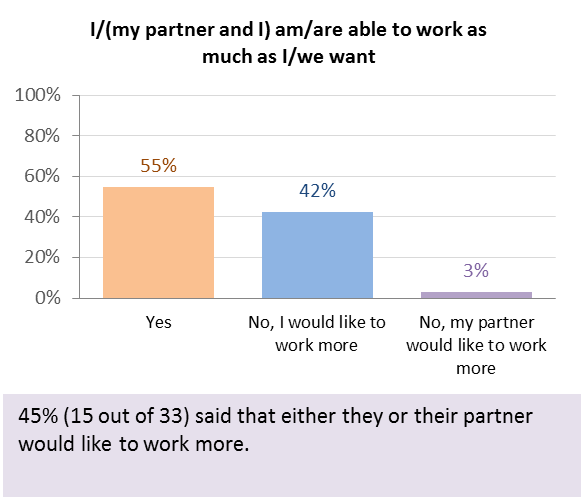 I/(my partner and I) am/are able to work as
much as I/we want
100%
80%
60%
40%
20%
0%
55%
42%
3%
Yes
No, I would like to
work more
No, my partner
would like to work
more
45% (15 out of 33) said that either they or their partner
would like to work more.